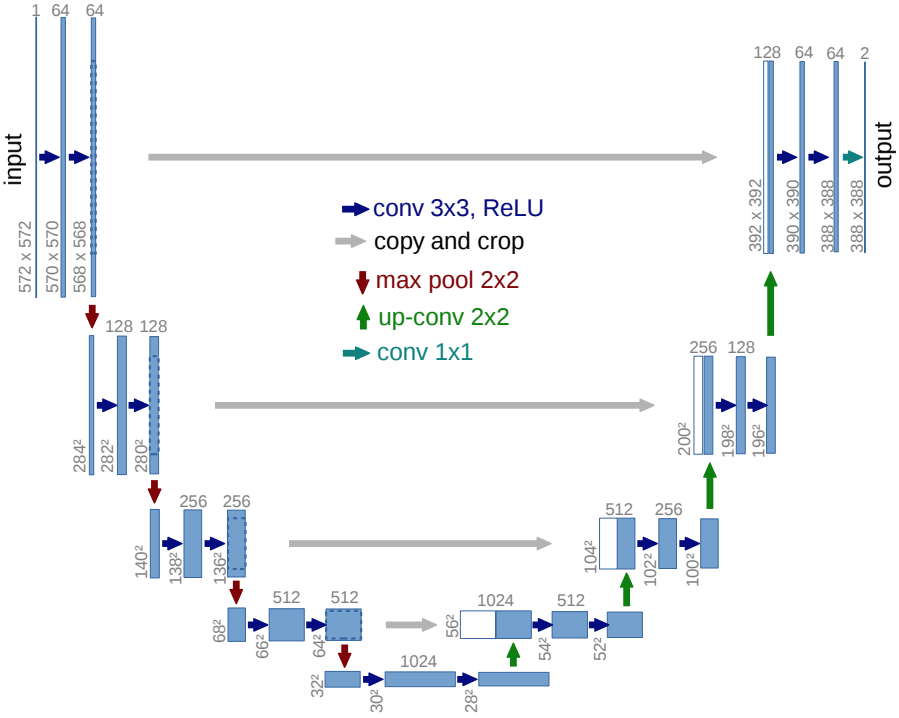 1 64 64
input
572 x 572
570 x 570
568 x 568
128 64 64 2
output
392 x 392
390 x 390
388 x 388
388 x 388
conv 3x3, ReLU
copy and crop
max pool 2x2
up-conv 2x2
conv 1x1
128 128
284²
282²
280²
256 128
200²
198²
196²
256 256
140²
138²
136²
512 256
104²
102²
100²
512 512
68²
66²
64²
1024 512
56²
54²
52²
1024
32²
30²
28²